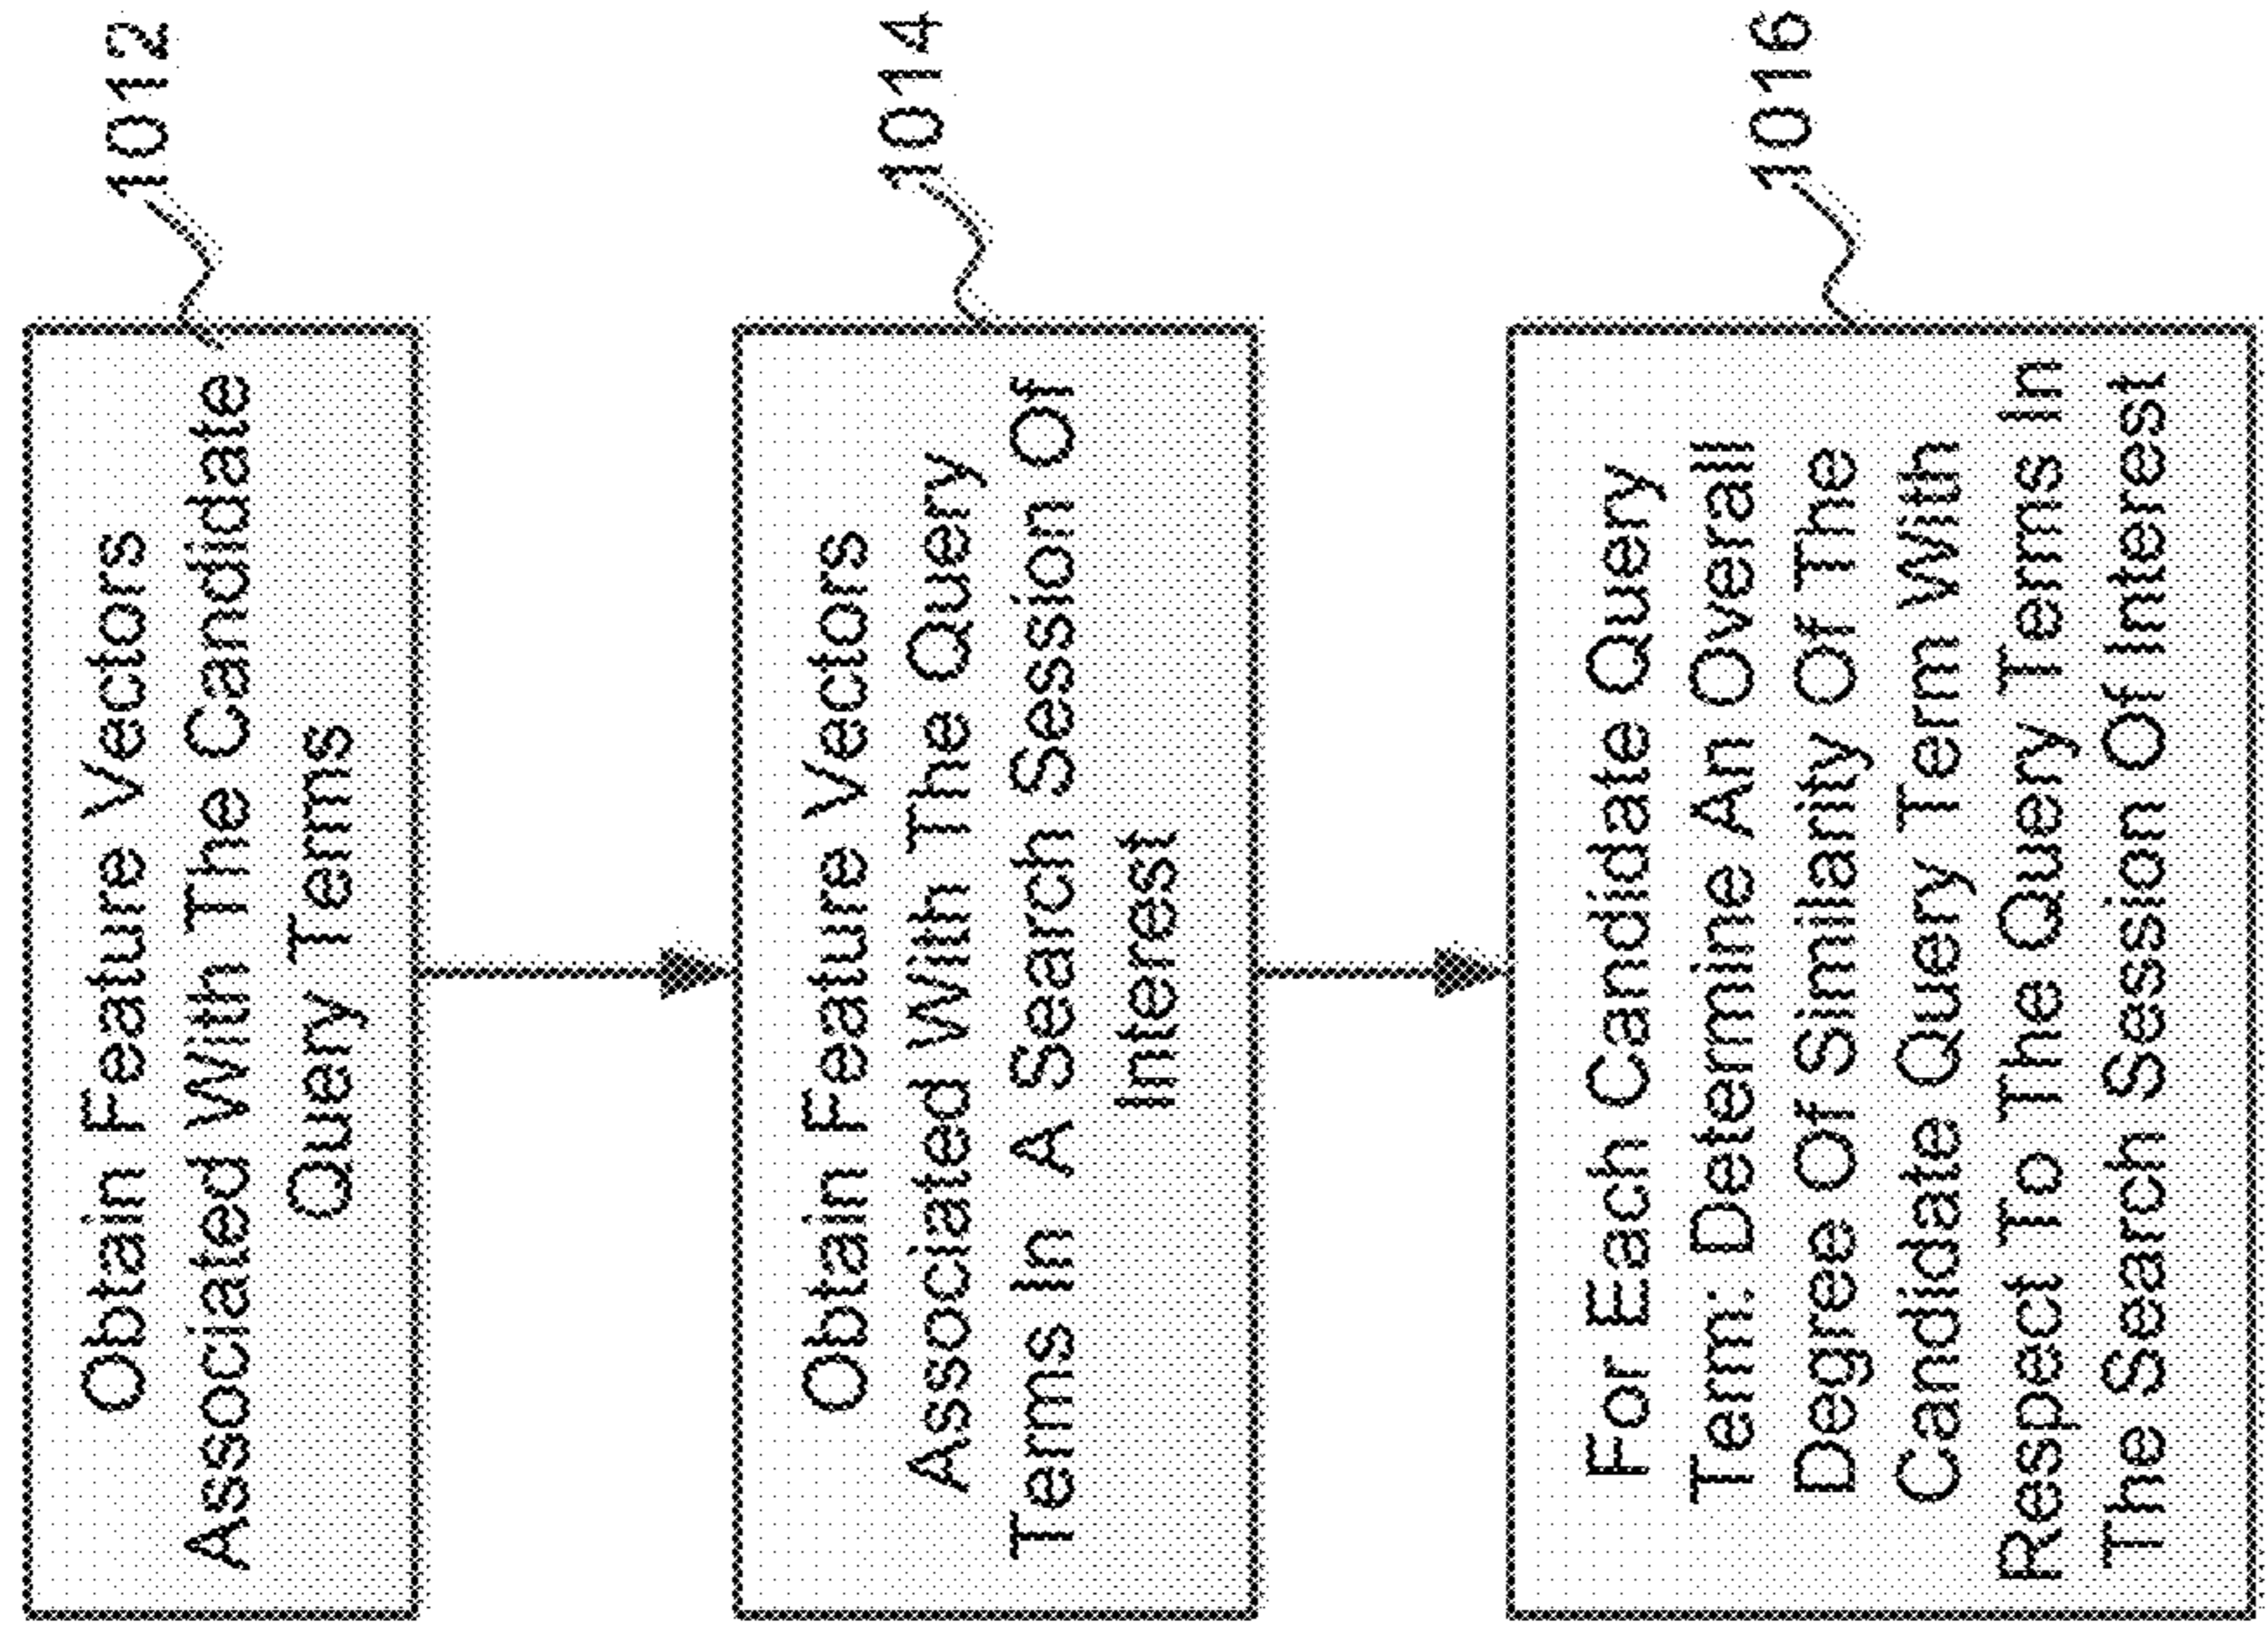 Obtain Feature Vectors
Associated With The Candidate
Query Terms
1012
Obtain Feature Vectors
Associated With The Query
Terms In A Search Session Of
Interest
1014
For Each Candidate Query
Term: Determine An Overall
Degree Of Similarity Of The
Candidate Query Term With
Respect To The Query Terms In
The Search Session Of Interest
1016